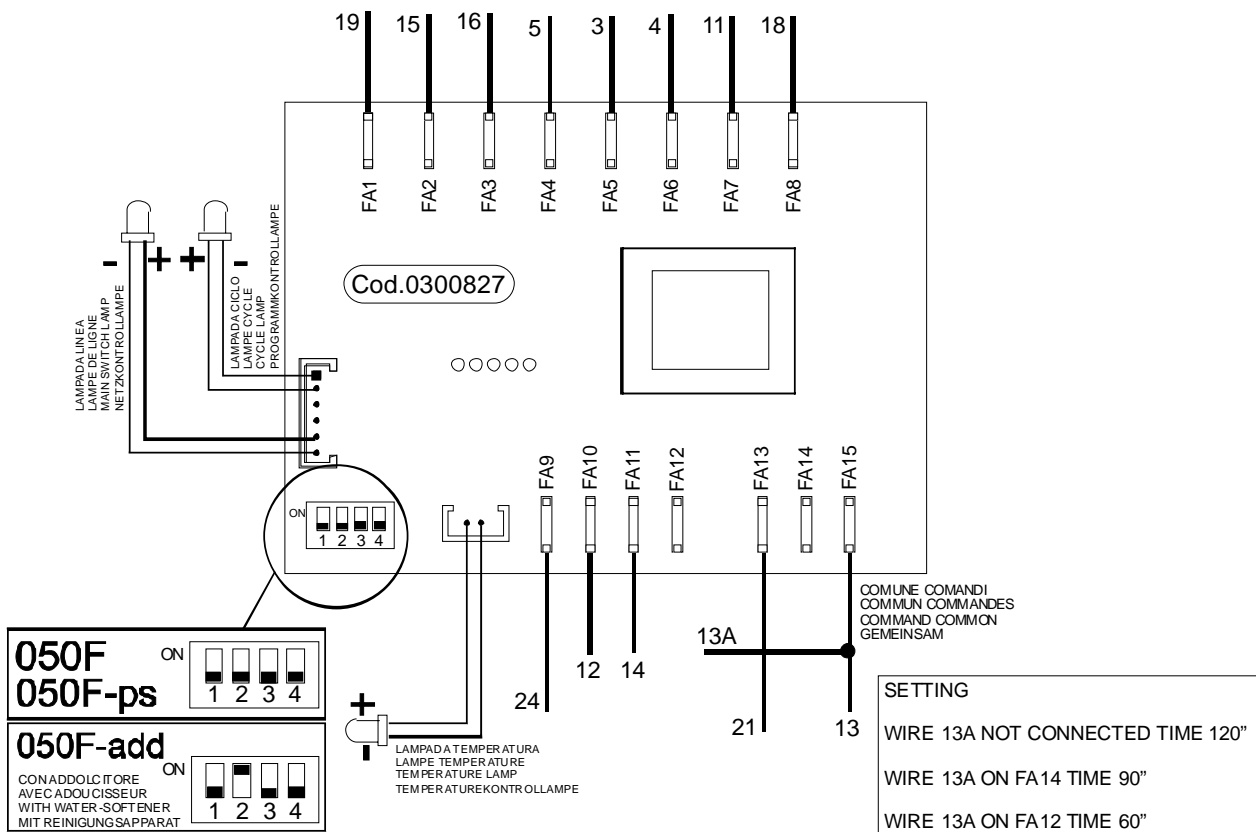 19 15 16 5 3 4 11 18
FA1 FA2 FA3 FA4 FA5 FA6 FA7 FA8
- + + -
LAMPADA LINEA
LAMPE DE LIGNE
MAIN SWITCH LAMP
NETZKONTROLLAMPE
LAMPADA CICLO
LAMPE CYCLE
CYCLE LAMP
PROGRAMMKONTROLLAMPE
Cod.0300827
FA9 FA10 FA11 FA12 FA13 FA14 FA15
ON
1 2 3 4
COMUNE COMANDI
COMMUN COMMANDES
COMMAND COMMON
GEMEINSAM
13A
12 14
24
21 13
050F
050F-ps
ON
1 2 3 4
050F-add
CON ADDOLCITORE
AVEC ADOUCISSEUR
WITH WATER-SOFTENER
MIT REINIGUNGSAPPARAT
ON
1 2 3 4
+
-
LAMPADA TEMPERATURA
LAMPE TEMPERATURE
TEMPERATURE LAMP
TEMPERATUREKONTROLLAMPE
SETTING
WIRE 13A NOT CONNECTED TIME 120”
WIRE 13A ON FA14 TIME 90”
WIRE 13A ON FA12 TIME 60”